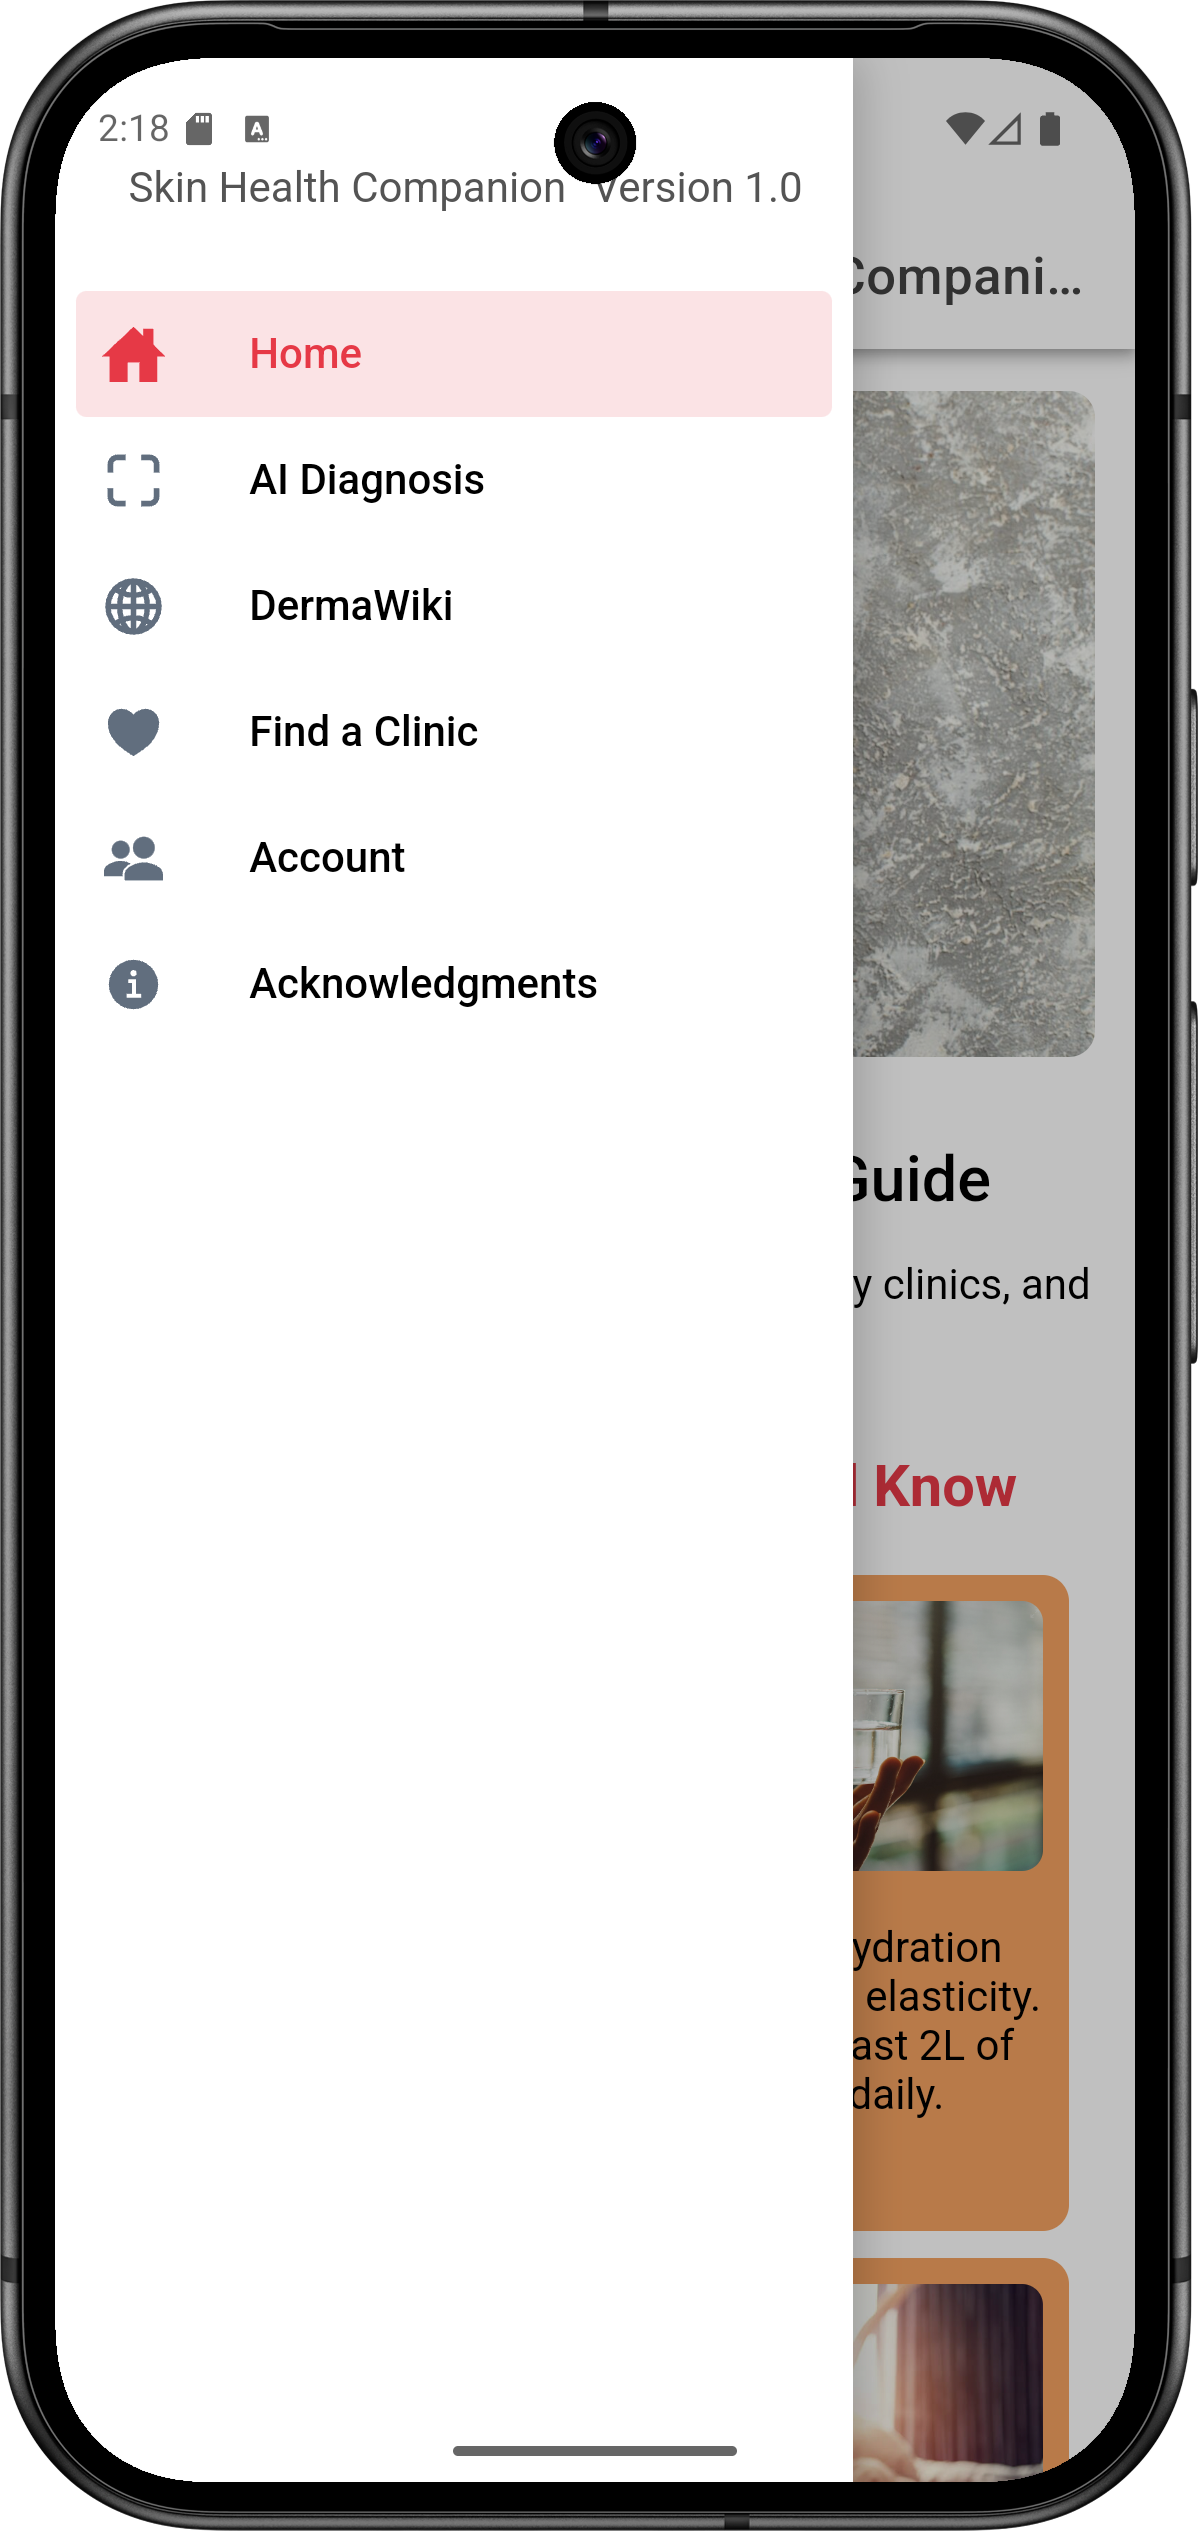 2:18
Skin Health Companion Version 1.0
Compani...
Home
AI Diagnosis
DermaWiki
Find a Clinic
Account
Acknowledgments
Guide
y clinics, and
Know
ydration
elasticity.
ast 2L of
daily.